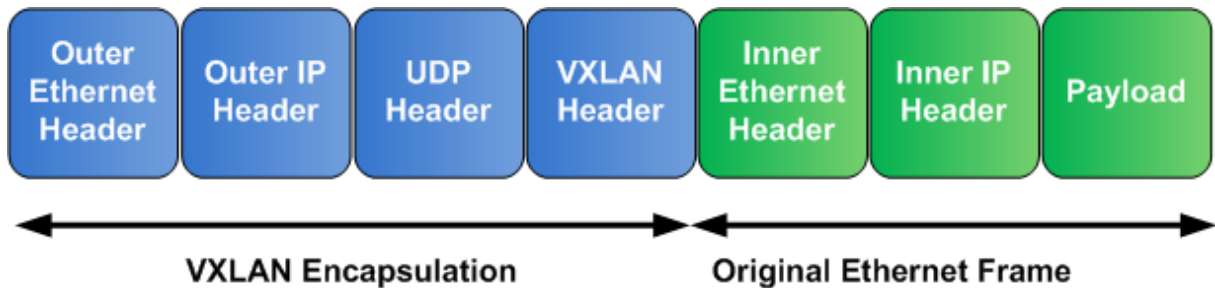 Outer
Ethernet
Header
Outer IP
Header
UDP
Header
VXLAN
Header
Inner
Ethernet
Header
Inner IP
Header
Payload
VXLAN Encapsulation
Original Ethernet Frame